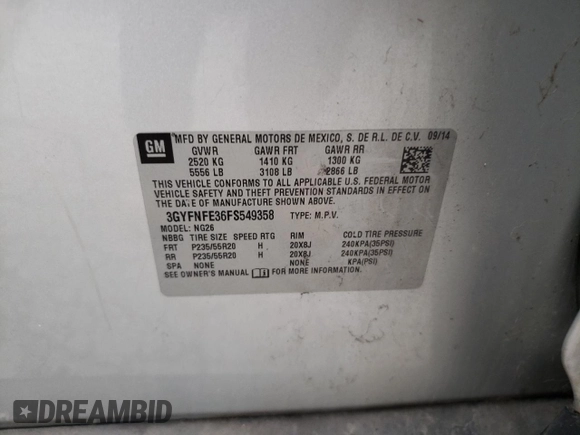 GM
MFD BY GENERAL MOTORS DE MEXICO, S. DE R.L. DE C.V. 09/14
GVWR GAWR FRT GAWR RR
2520 KG 1410 KG 1300 KG
5556 LB 3108 LB 2866 LB
THIS VEHICLE CONFORMS TO ALL APPLICABLE U.S. FEDERAL MOTOR
VEHICLE SAFETY AND THEFT PREVENTION STANDARDS IN EFFECT ON
THE DATE OF MANUFACTURE SHOWN ABOVE.
3GYFNFE36FS549358 TYPE: M.P.V.
MODEL: NG26
NBBG TIRE SIZE SPEED RTG RIM COLD TIRE PRESSURE
FRT P235/55R20 H 20X8J 240KPA(35PSI)
RR P235/55R20 H 20X8J 240KPA(35PSI)
SPA NONE NONE KPA(PSI)
SEE OWNER'S MANUAL FOR MORE INFORMATION.
DREAMBID